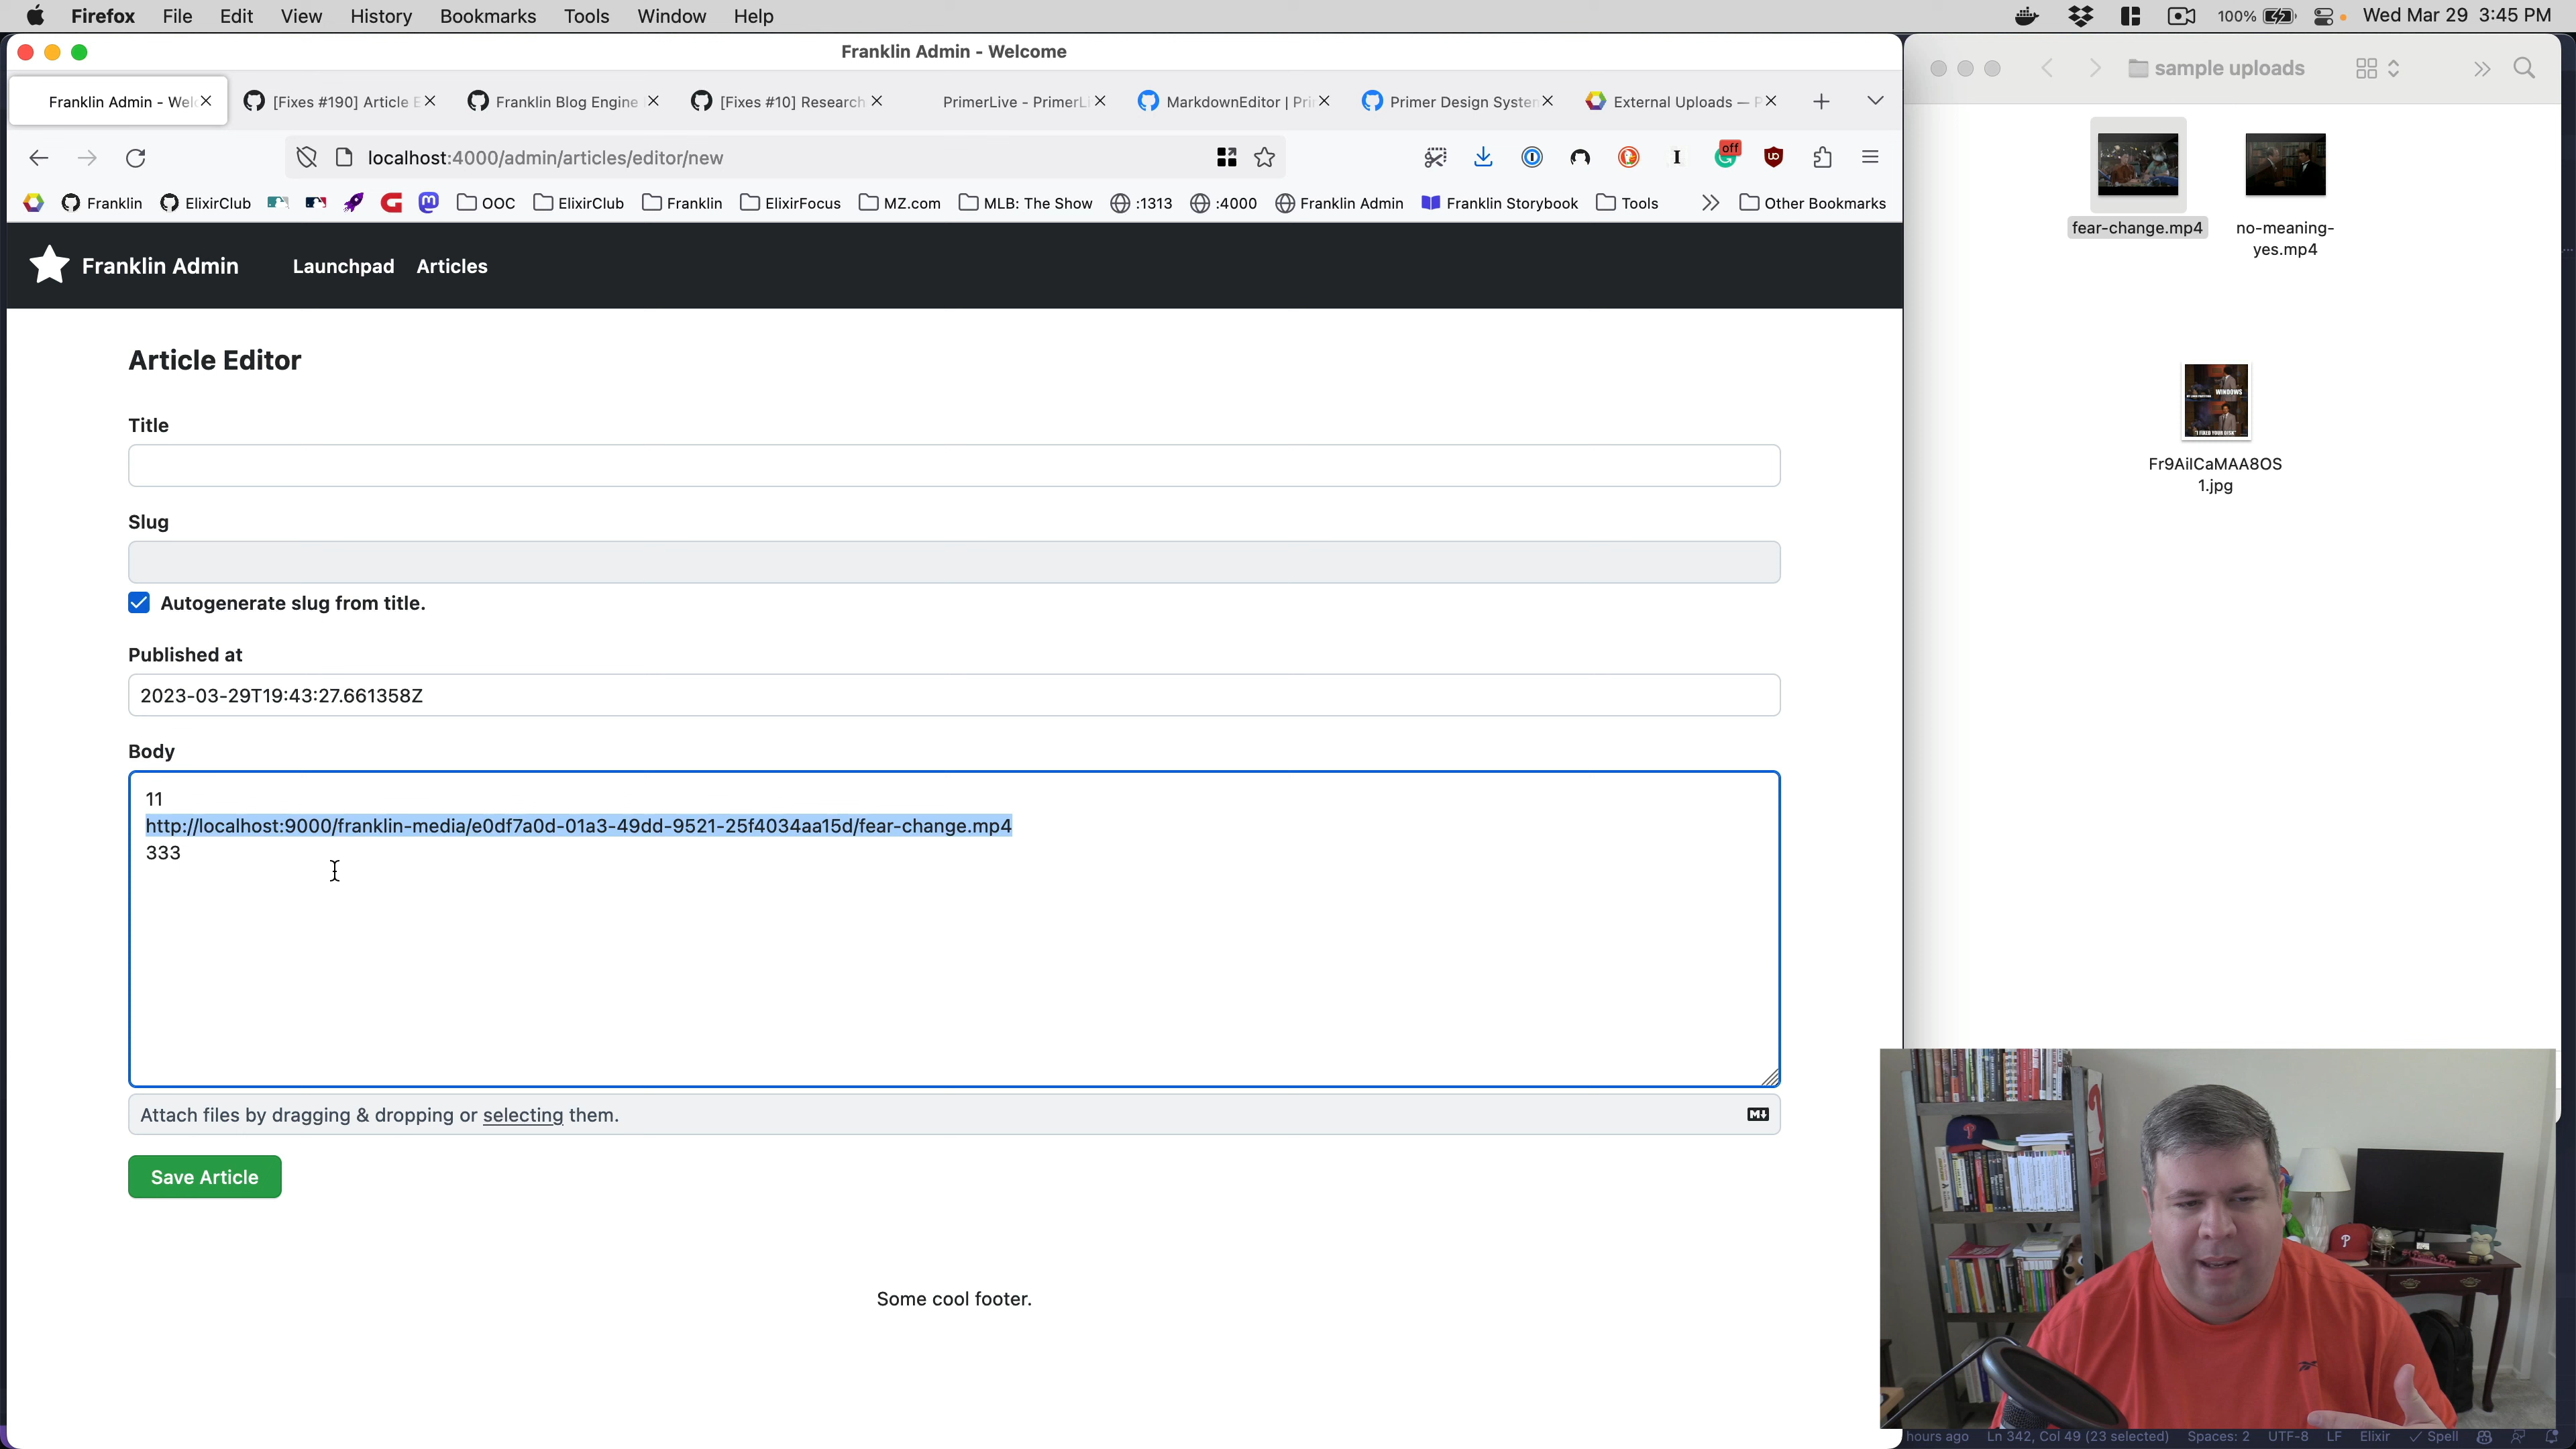 Firefox File Edit View History Bookmarks Tools Window Help 100% Wed Mar 29 3:45 PM
Franklin Admin - Welcome
Franklin Admin - Wel [Fixes #190] Article E Franklin Blog Engine [Fixes #10] Research PrimerLive - PrimerLi MarkdownEditor | Pri Primer Design System External Uploads — P
localhost:4000/admin/articles/editor/new off
Franklin ElixirClub OOC ElixirClub Franklin ElixirFocus MZ.com MLB: The Show :1313 :4000 Franklin Admin Franklin Storybook Tools Other Bookmarks
Franklin Admin Launchpad Articles
Article Editor
Title
Slug
Autogenerate slug from title.
Published at
2023-03-29T19:43:27.661358Z
Body
11
http://localhost:9000/franklin-media/e0df7a0d-01a3-49dd-9521-25f4034aa15d/fear-change.mp4
333
Attach files by dragging & dropping or selecting them.
Save Article
Some cool footer.
sample uploads
fear-change.mp4
no-meaning-
yes.mp4
WINDOWS
"I FIXED YOUR DISK"
Fr9AilCaMAA8OS
1.jpg
hours ago Ln 342, Col 49 (23 selected) Spaces: 2 UTF-8 LF Elixir Spell